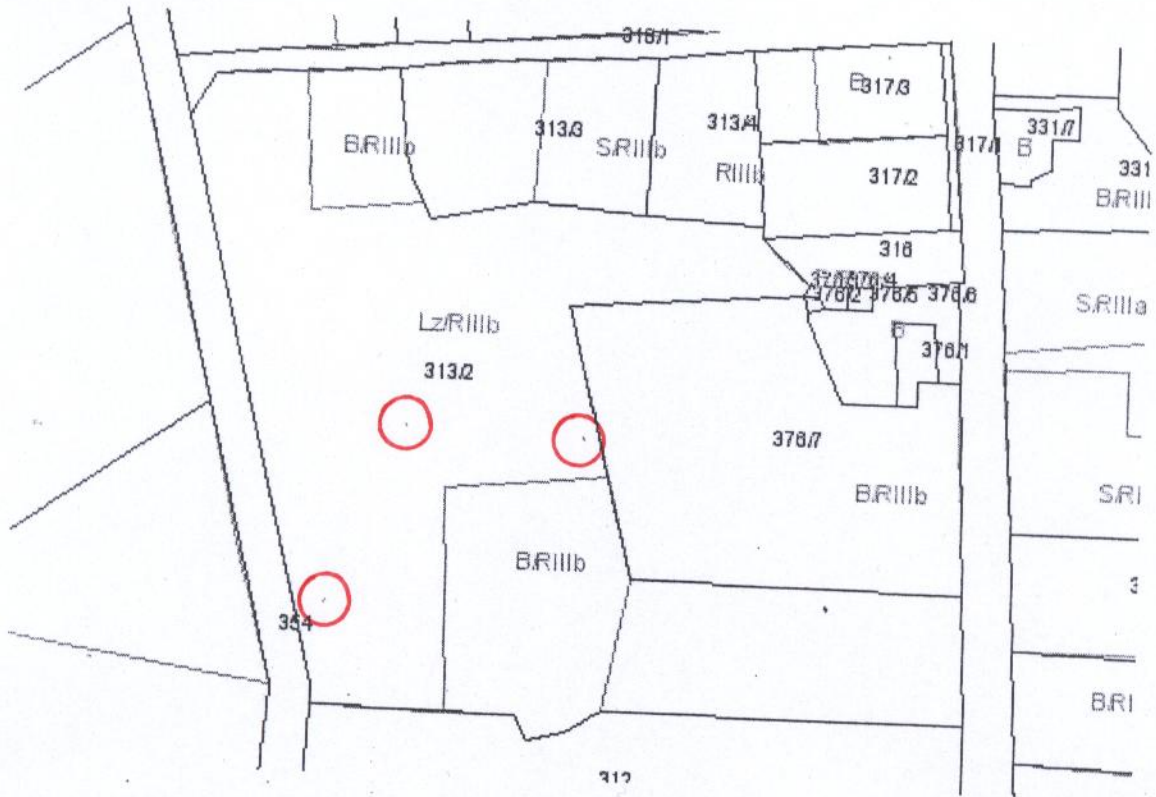 318/1
317/3
B
313/3
313/4
331/7
B
317/1
331
B.RIIIb
S/RIIIb
RIIIb
317/2
B.RIII
316
376/2
376/5
376/6
S.RIIIa
Lz/RIIIb
B
376/1
313/2
376/7
B.RIIIb
S/RI
B.RIIIb
354
B.RI
312